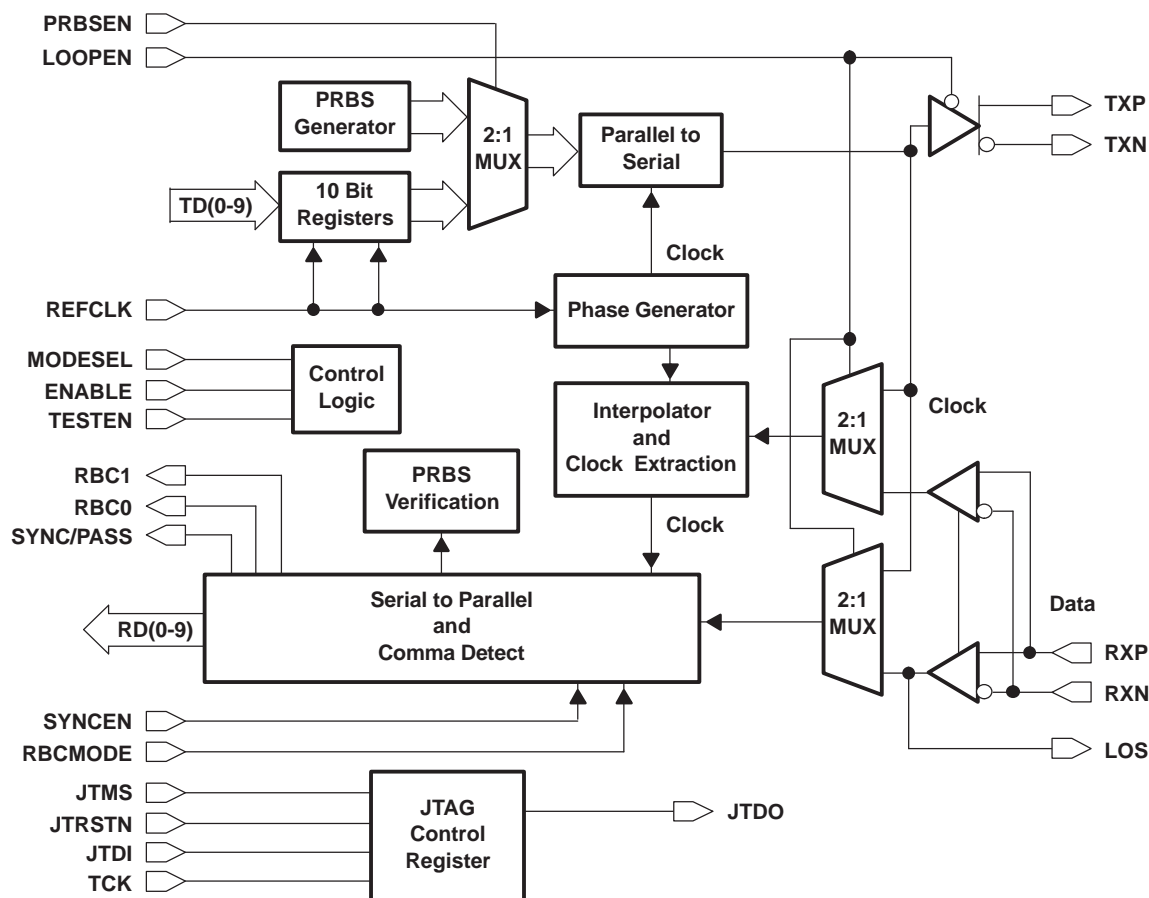 PRBSEN
LOOPEN
PRBS
Generator
2:1
MUX
Parallel to
Serial
TXP
TXN
TD(0-9)
10 Bit
Registers
Clock
REFCLK
Phase Generator
MODESEL
ENABLE
TESTEN
Control
Logic
Interpolator
and
Clock Extraction
2:1
MUX
Clock
RBC1
RBC0
SYNC/PASS
PRBS
Verification
Clock
RD(0-9)
Serial to Parallel
and
Comma Detect
2:1
MUX
Data
RXP
RXN
SYNCEN
RBCMODE
LOS
JTMS
JTRSTN
JTDI
TCK
JTAG
Control
Register
JTDO